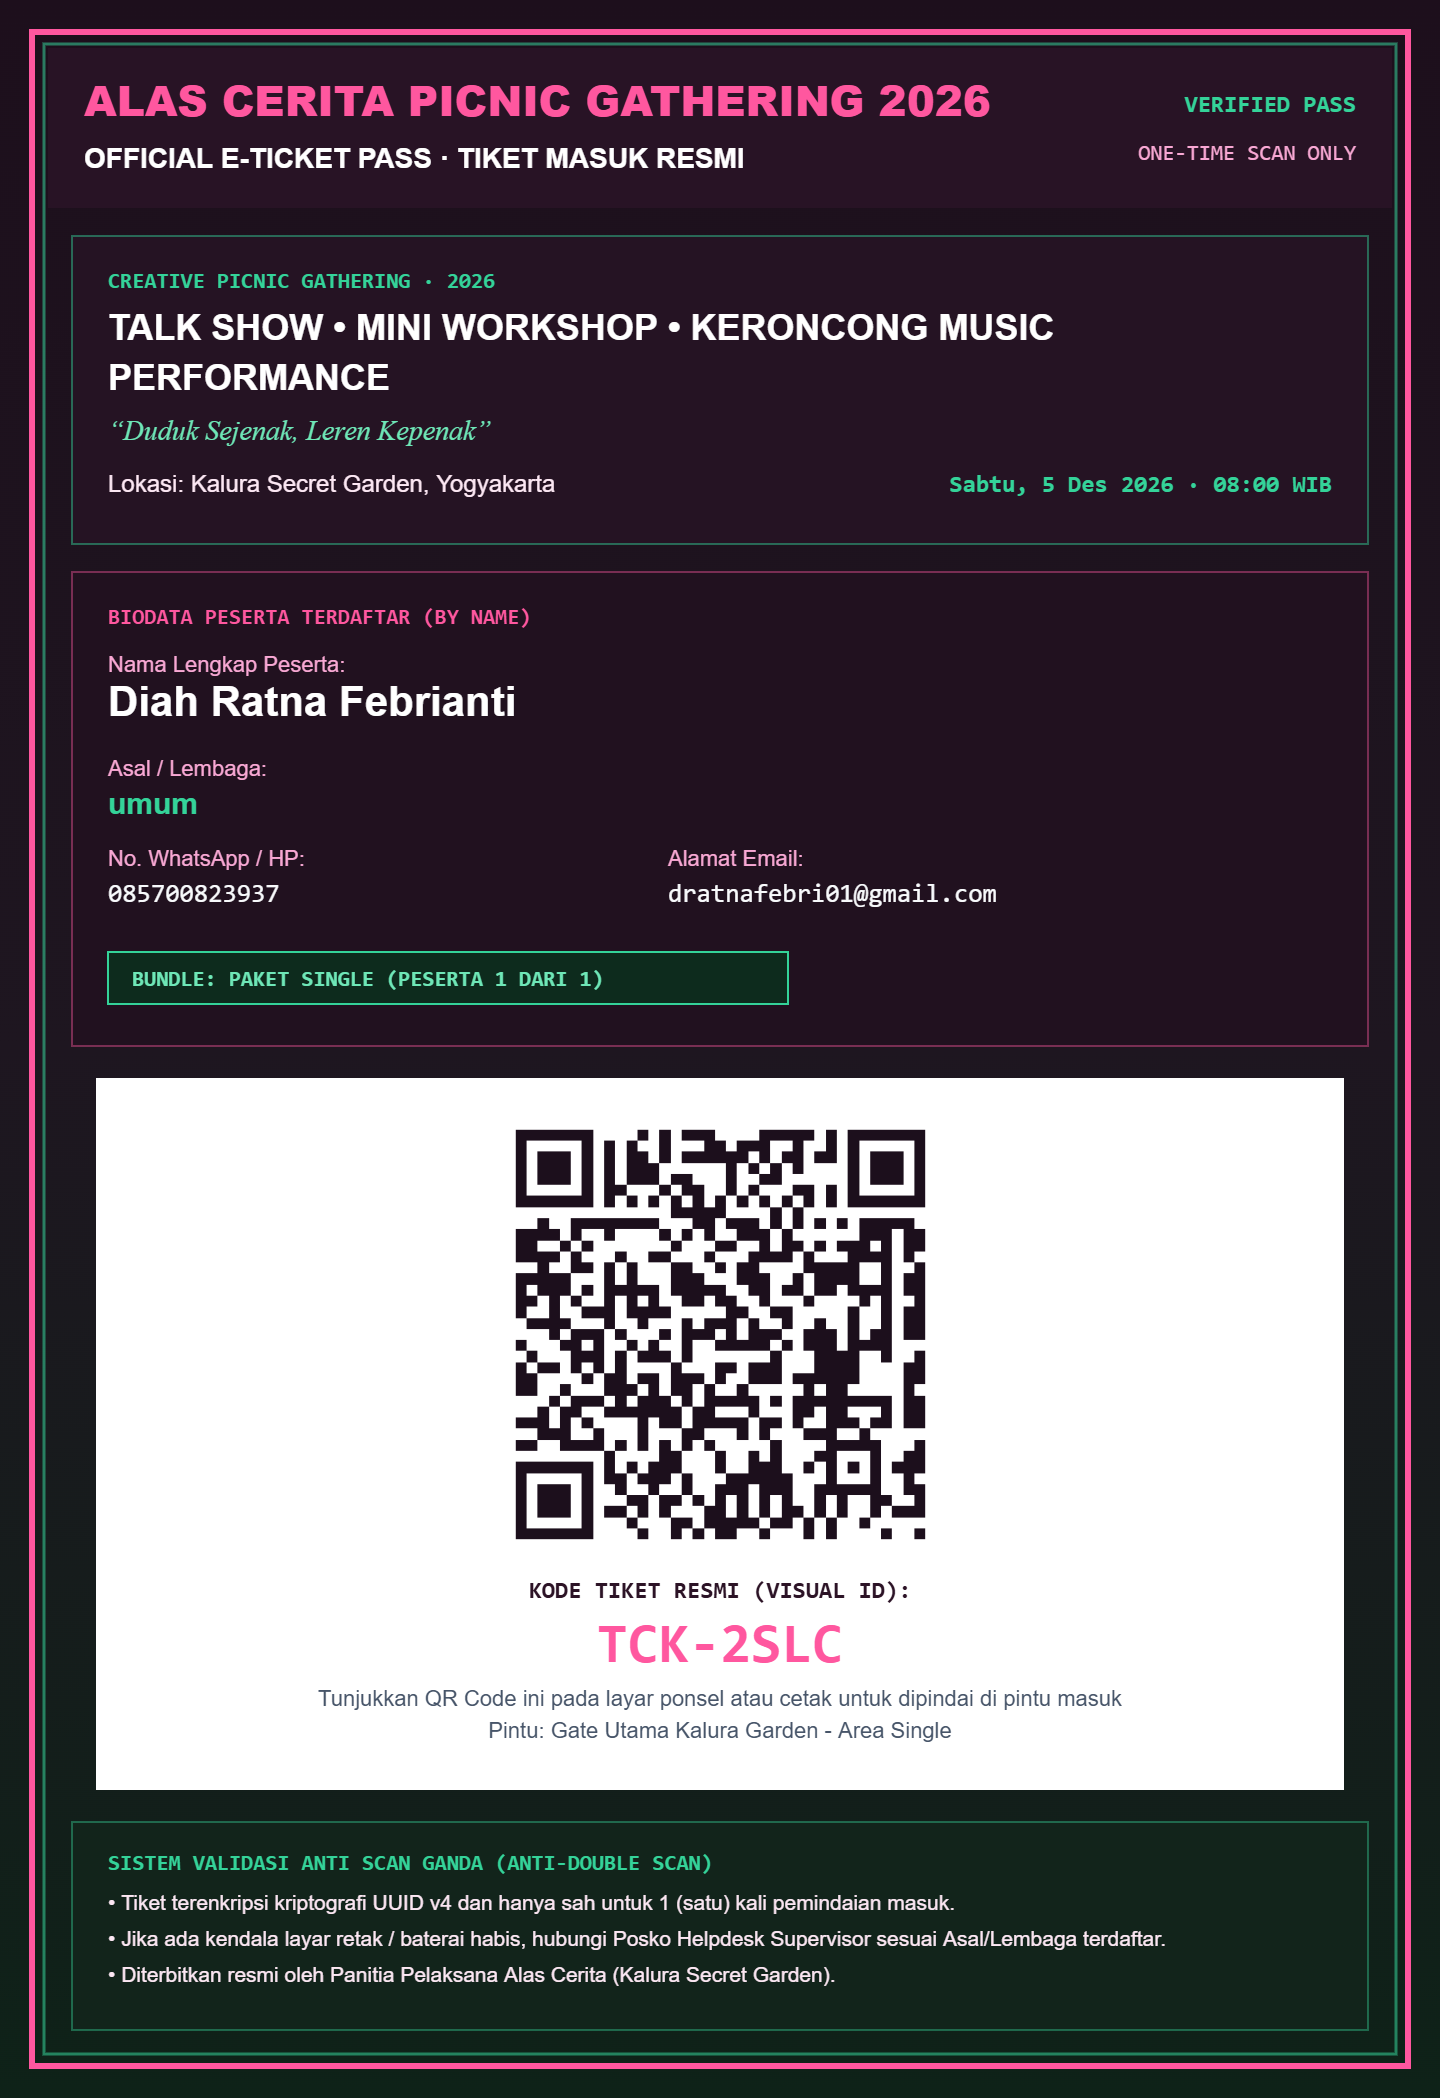 ALAS CERITA PICNIC GATHERING 2026
VERIFIED PASS
OFFICIAL E-TICKET PASS · TIKET MASUK RESMI
ONE-TIME SCAN ONLY
CREATIVE PICNIC GATHERING · 2026
TALK SHOW • MINI WORKSHOP • KERONCONG MUSIC
PERFORMANCE
“Duduk Sejenak, Leren Kepenak”
Lokasi: Kalura Secret Garden, Yogyakarta
Sabtu, 5 Des 2026 · 08:00 WIB
BIODATA PESERTA TERDAFTAR (BY NAME)
Nama Lengkap Peserta:
Diah Ratna Febrianti
Asal / Lembaga:
umum
No. WhatsApp / HP:
085700823937
Alamat Email:
dratnafebri01@gmail.com
BUNDLE: PAKET SINGLE (PESERTA 1 DARI 1)
KODE TIKET RESMI (VISUAL ID):
TCK-2SLC
Tunjukkan QR Code ini pada layar ponsel atau cetak untuk dipindai di pintu masuk
Pintu: Gate Utama Kalura Garden - Area Single
SISTEM VALIDASI ANTI SCAN GANDA (ANTI-DOUBLE SCAN)
• Tiket terenkripsi kriptografi UUID v4 dan hanya sah untuk 1 (satu) kali pemindaian masuk.
• Jika ada kendala layar retak / baterai habis, hubungi Posko Helpdesk Supervisor sesuai Asal/Lembaga terdaftar.
• Diterbitkan resmi oleh Panitia Pelaksana Alas Cerita (Kalura Secret Garden).